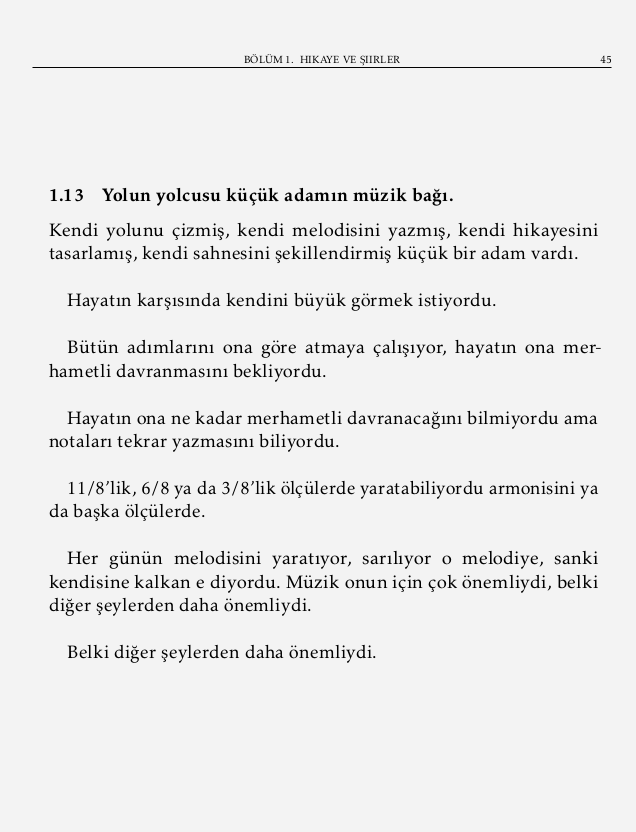 BÖLÜM 1. HIKAYE VE ŞIIRLER 45
1.13 Yolun yolcusu küçük adamın müzik bağı.
Kendi yolunu çizmiş, kendi melodisini yazmış, kendi hikayesini
tasarlamış, kendi sahnesini şekillendirmiş küçük bir adam vardı.
Hayatın karşısında kendini büyük görmek istiyordu.
Bütün adımlarını ona göre atmaya çalışıyor, hayatın ona mer-
hametli davranmasını bekliyordu.
Hayatın ona ne kadar merhametli davranacağını bilmiyordu ama
notaları tekrar yazmasını biliyordu.
11/8’lik, 6/8 ya da 3/8’lik ölçülerde yaratabiliyordu armonisini ya
da başka ölçülerde.
Her günün melodisini yaratıyor, sarılıyor o melodiye, sanki
kendisine kalkan e diyordu. Müzik onun için çok önemliydi, belki
diğer şeylerden daha önemliydi.
Belki diğer şeylerden daha önemliydi.